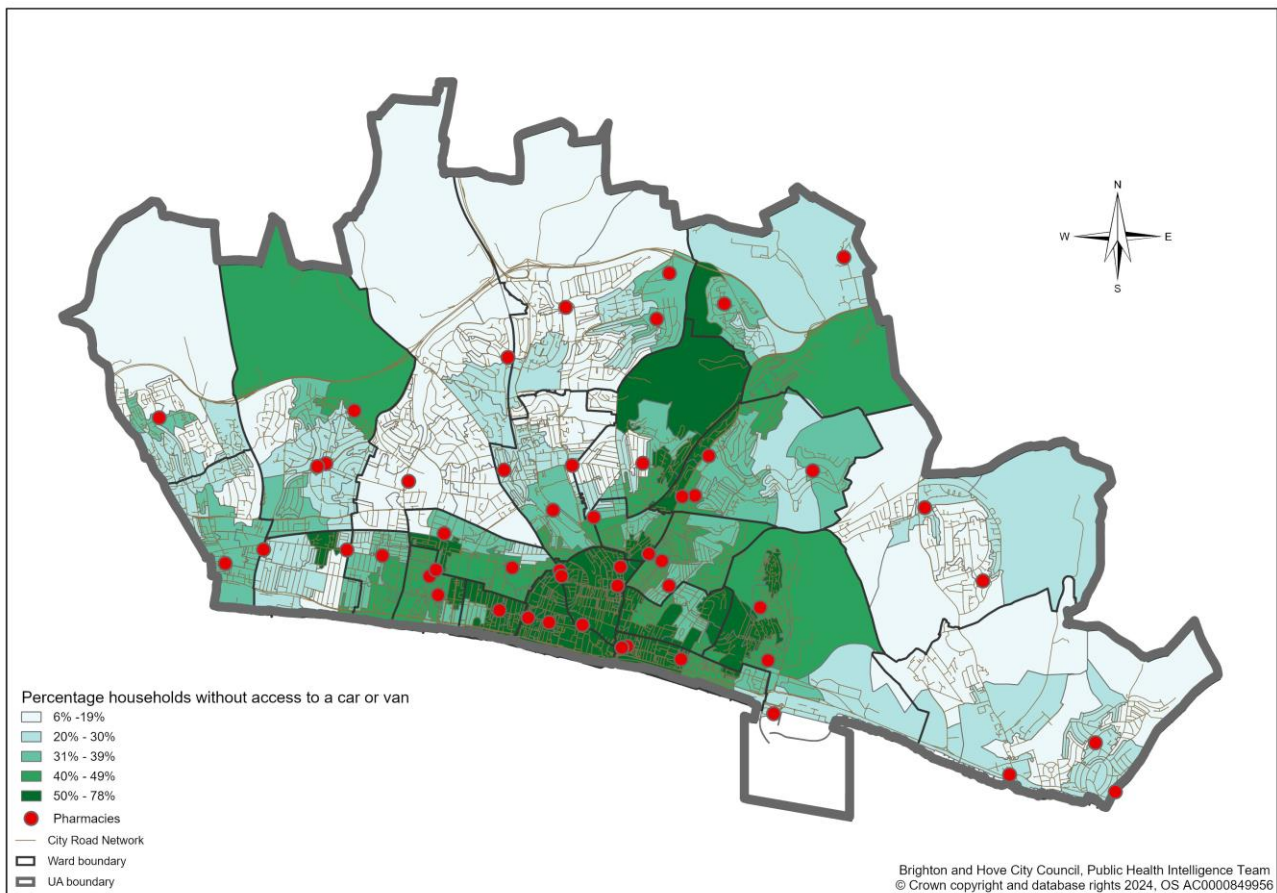 N
W E
S
Percentage households without access to a car or van
6% -19%
20% - 30%
31% - 39%
40% - 49%
50% - 78%
Pharmacies
City Road Network
Ward boundary
UA boundary
Brighton and Hove City Council, Public Health Intelligence Team
© Crown copyright and database rights 2024, OS AC0000849956